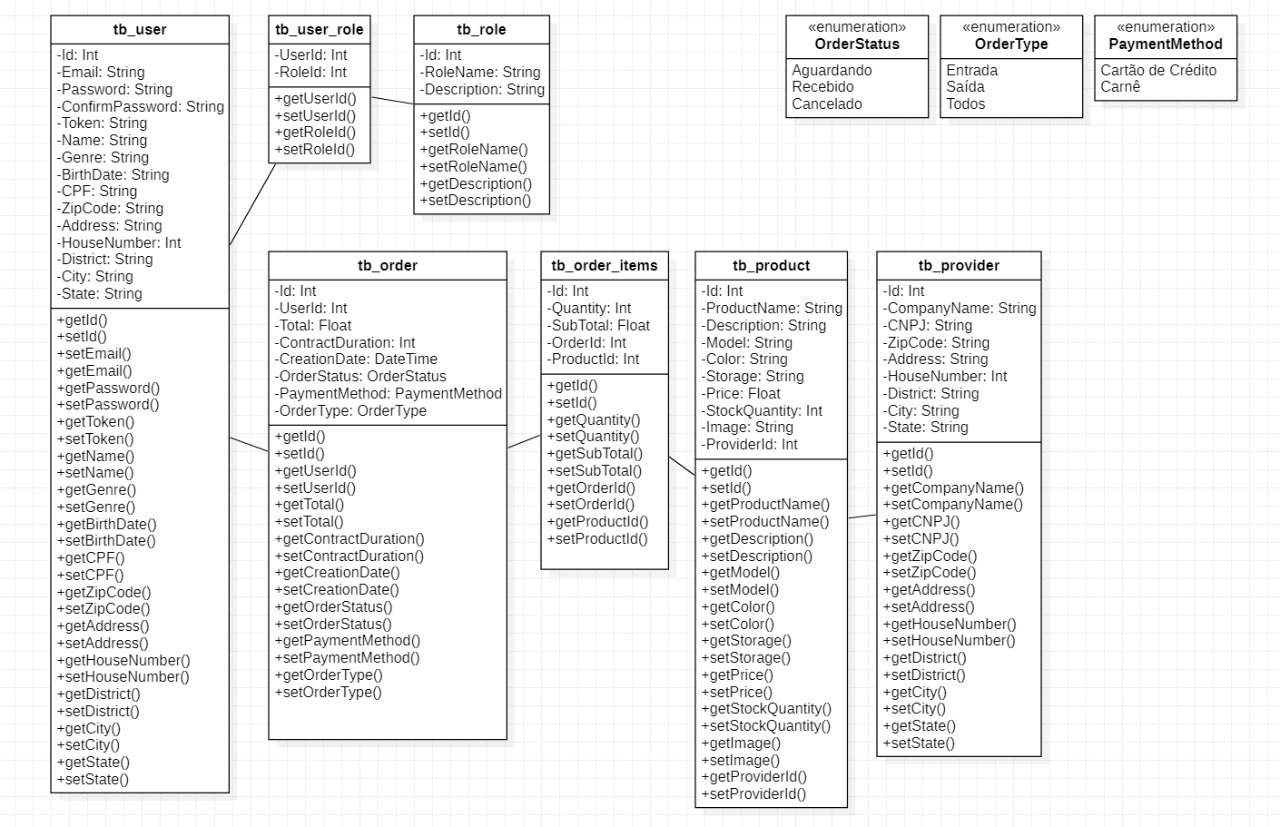 tb_user
-Id: Int
-Email: String
-Password: String
-ConfirmPassword: String
-Token: String
-Name: String
-Genre: String
-BirthDate: String
-CPF: String
-ZipCode: String
-Address: String
-HouseNumber: Int
-District: String
-City: String
-State: String
+getId()
+setId()
+setEmail()
+getEmail()
+getPassword()
+setPassword()
+getToken()
+setToken()
+getName()
+setName()
+getGenre()
+setGenre()
+getBirthDate()
+setBirthDate()
+getCPF()
+setCPF()
+getZipCode()
+setZipCode()
+getAddress()
+setAddress()
+getHouseNumber()
+setHouseNumber()
+getDistrict()
+setDistrict()
+getCity()
+setCity()
+getState()
+setState()
tb_user_role
-UserId: Int
-RoleId: Int
+getUserId()
+setUserId()
+getRoleId()
+setRoleId()
tb_role
-Id: Int
-RoleName: String
-Description: String
+getId()
+setId()
+getRoleName()
+setRoleName()
+getDescription()
+setDescription()
«enumeration»
OrderStatus
Aguardando
Recebido
Cancelado
«enumeration»
OrderType
Entrada
Saída
Todos
«enumeration»
PaymentMethod
Cartão de Crédito
Carnê
tb_order
-Id: Int
-UserId: Int
-Total: Float
-ContractDuration: Int
-CreationDate: DateTime
-OrderStatus: OrderStatus
-PaymentMethod: PaymentMethod
-OrderType: OrderType
+getId()
+setId()
+getUserId()
+setUserId()
+getTotal()
+setTotal()
+getContractDuration()
+setContractDuration()
+getCreationDate()
+setCreationDate()
+getOrderStatus()
+setOrderStatus()
+getPaymentMethod()
+setPaymentMethod()
+getOrderType()
+setOrderType()
tb_order_items
-Id: Int
-Quantity: Int
-SubTotal: Float
-OrderId: Int
-ProductId: Int
+getId()
+setId()
+getQuantity()
+setQuantity()
+getSubTotal()
+setSubTotal()
+getOrderId()
+setOrderId()
+getProductId()
+setProductId()
tb_product
-Id: Int
-ProductName: String
-Description: String
-Model: String
-Color: String
-Storage: String
-Price: Float
-StockQuantity: Int
-Image: String
-ProviderId: Int
+getId()
+setId()
+getProductName()
+setProductName()
+getDescription()
+setDescription()
+getModel()
+setModel()
+getColor()
+setColor()
+getStorage()
+setStorage()
+getPrice()
+setPrice()
+getStockQuantity()
+setStockQuantity()
+getImage()
+setImage()
+getProviderId()
+setProviderId()
tb_provider
-Id: Int
-CompanyName: String
-CNPJ: String
-ZipCode: String
-Address: String
-HouseNumber: Int
-District: String
-City: String
-State: String
+getId()
+setId()
+getCompanyName()
+setCompanyName()
+getCNPJ()
+setCNPJ()
+getZipCode()
+setZipCode()
+getAddress()
+setAddress()
+getHouseNumber()
+setHouseNumber()
+getDistrict()
+setDistrict()
+getCity()
+setCity()
+getState()
+setState()